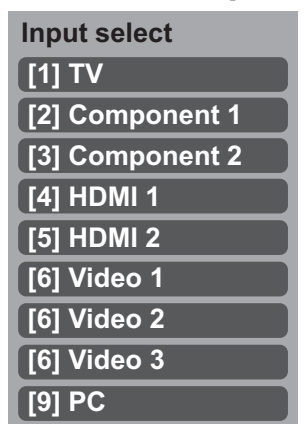 Input select
[1] TV
[2] Component 1
[3] Component 2
[4] HDMI 1
[5] HDMI 2
[6] Video 1
[6] Video 2
[6] Video 3
[9] PC